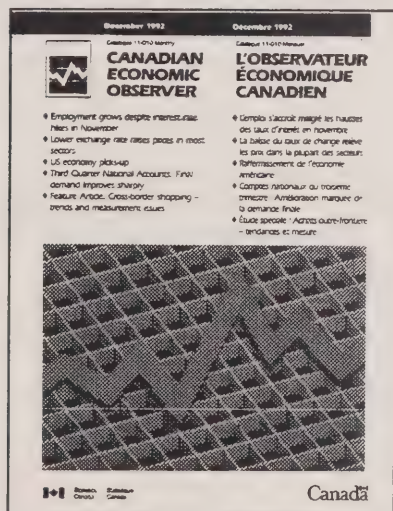 December 1992
Catalogue 11-010 Monthly
CANADIAN
ECONOMIC
OBSERVER
♦ Employment grows despite interest rate
hikes in November
♦ Lower exchange rate raises prices in most
sectors
♦ US economy picks-up
♦ Third Quarter National Accounts. Final
demand improves sharply
♦ Feature Article. Cross-border shopping –
trends and measurement issues
Décembre 1992
Catalogue 11-010 Mensuel
L'OBSERVATEUR
ÉCONOMIQUE
CANADIEN
♦ L'emploi s'accroît malgré les hausses
des taux d'intérêt en novembre
♦ La baisse du taux de change relève
les prix dans la plupart des secteurs
♦ Raffermissement de l'économie
américaine
♦ Comptes nationaux du troisième
trimestre : Amélioration marquée de
la demande finale
♦ Étude spéciale : Achats outre-frontière
– tendances et mesure
Statistics Statistique
Canada Canada
Canada